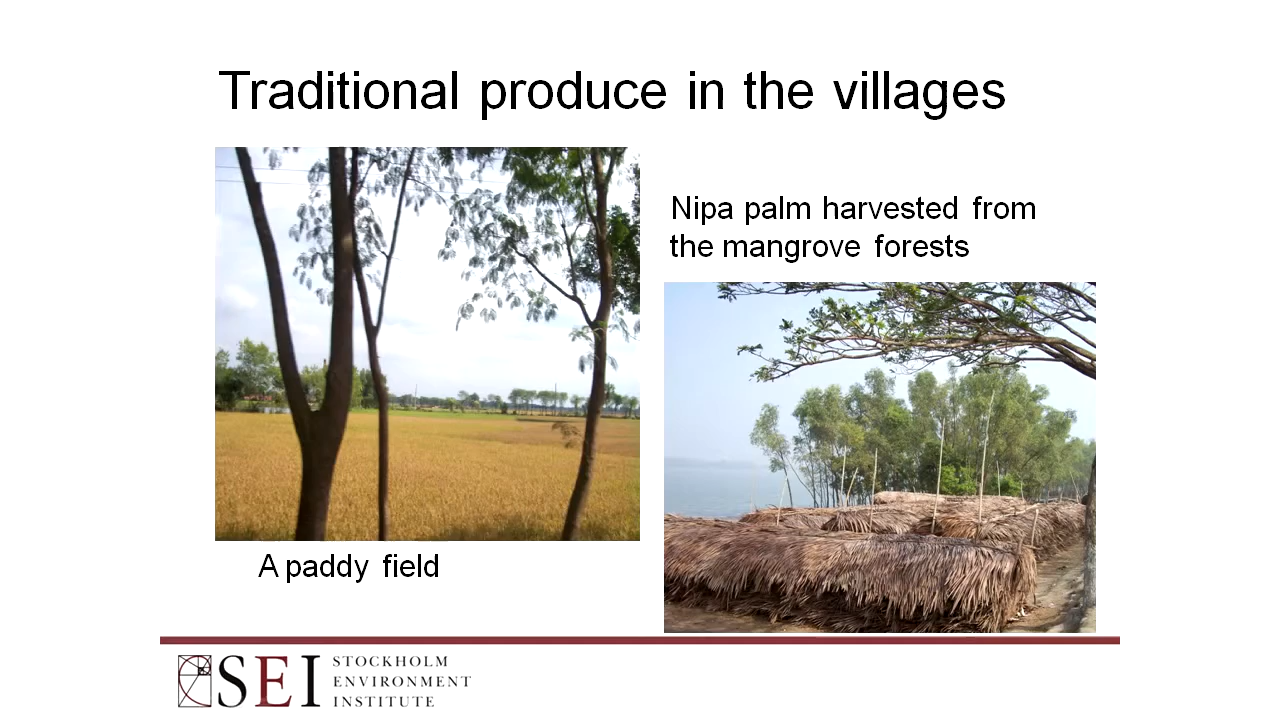 Traditional produce in the villages
Nipa palm harvested from
the mangrove forests
A paddy field
SEI STOCKHOLM
ENVIRONMENT
INSTITUTE